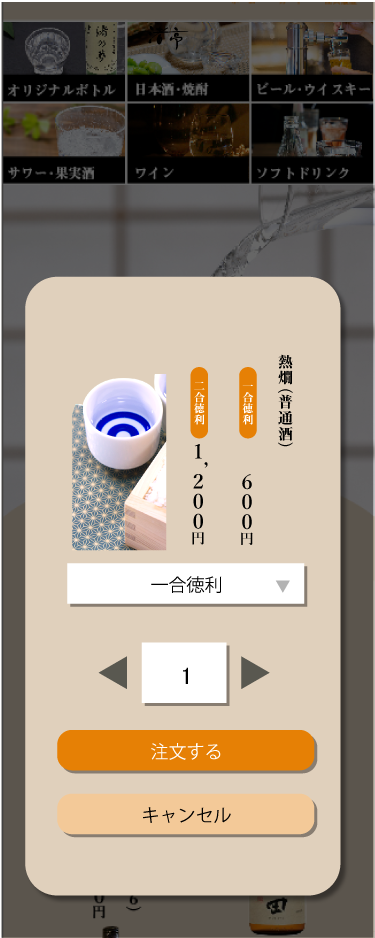 オリジナルボトル
日本酒・焼酎
ビール・ウイスキー
サワー・果実酒
ワイン
ソフトドリンク
熱燗(普通酒)
一合徳利 600円
二合徳利 1,200円
一合徳利
1
注文する
キャンセル
円
田